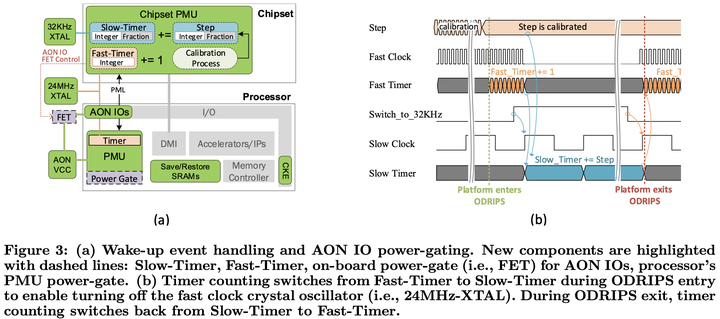 Chipset
Chipset PMU
32KHz
XTAL
Slow-Timer
Integer Fraction
+=
Step
Integer Fraction
Fast-Timer
Integer
+= 1
Calibration
Process
AON IO
FET Control
24MHz
XTAL
PML
Processor
FET
AON IOs
I/O
Timer
PMU
Power Gate
AON
VCC
DMI
Accelerators/IPs
Save/Restore
SRAMs
Memory
Controller
CKE
(a)
Step
calibration
Step is calibrated
Fast Clock
Fast_Timer += 1
Fast_T
Fast Timer
Switch_to_32KHz
Slow Clock
Slow_Timer += Step
Slow Timer
Platform enters
ODRIPS
Platform exits
ODRIPS
(b)
Figure 3: (a) Wake-up event handling and AON IO power-gating. New components are highlighted
with dashed lines: Slow-Timer, Fast-Timer, on-board power-gate (i.e., FET) for AON IOs, processor's
PMU power-gate. (b) Timer counting switches from Fast-Timer to Slow-Timer during ODRIPS entry
to enable turning off the fast clock crystal oscillator (i.e., 24MHz-XTAL). During ODRIPS exit, timer
counting switches back from Slow-Timer to Fast-Timer.